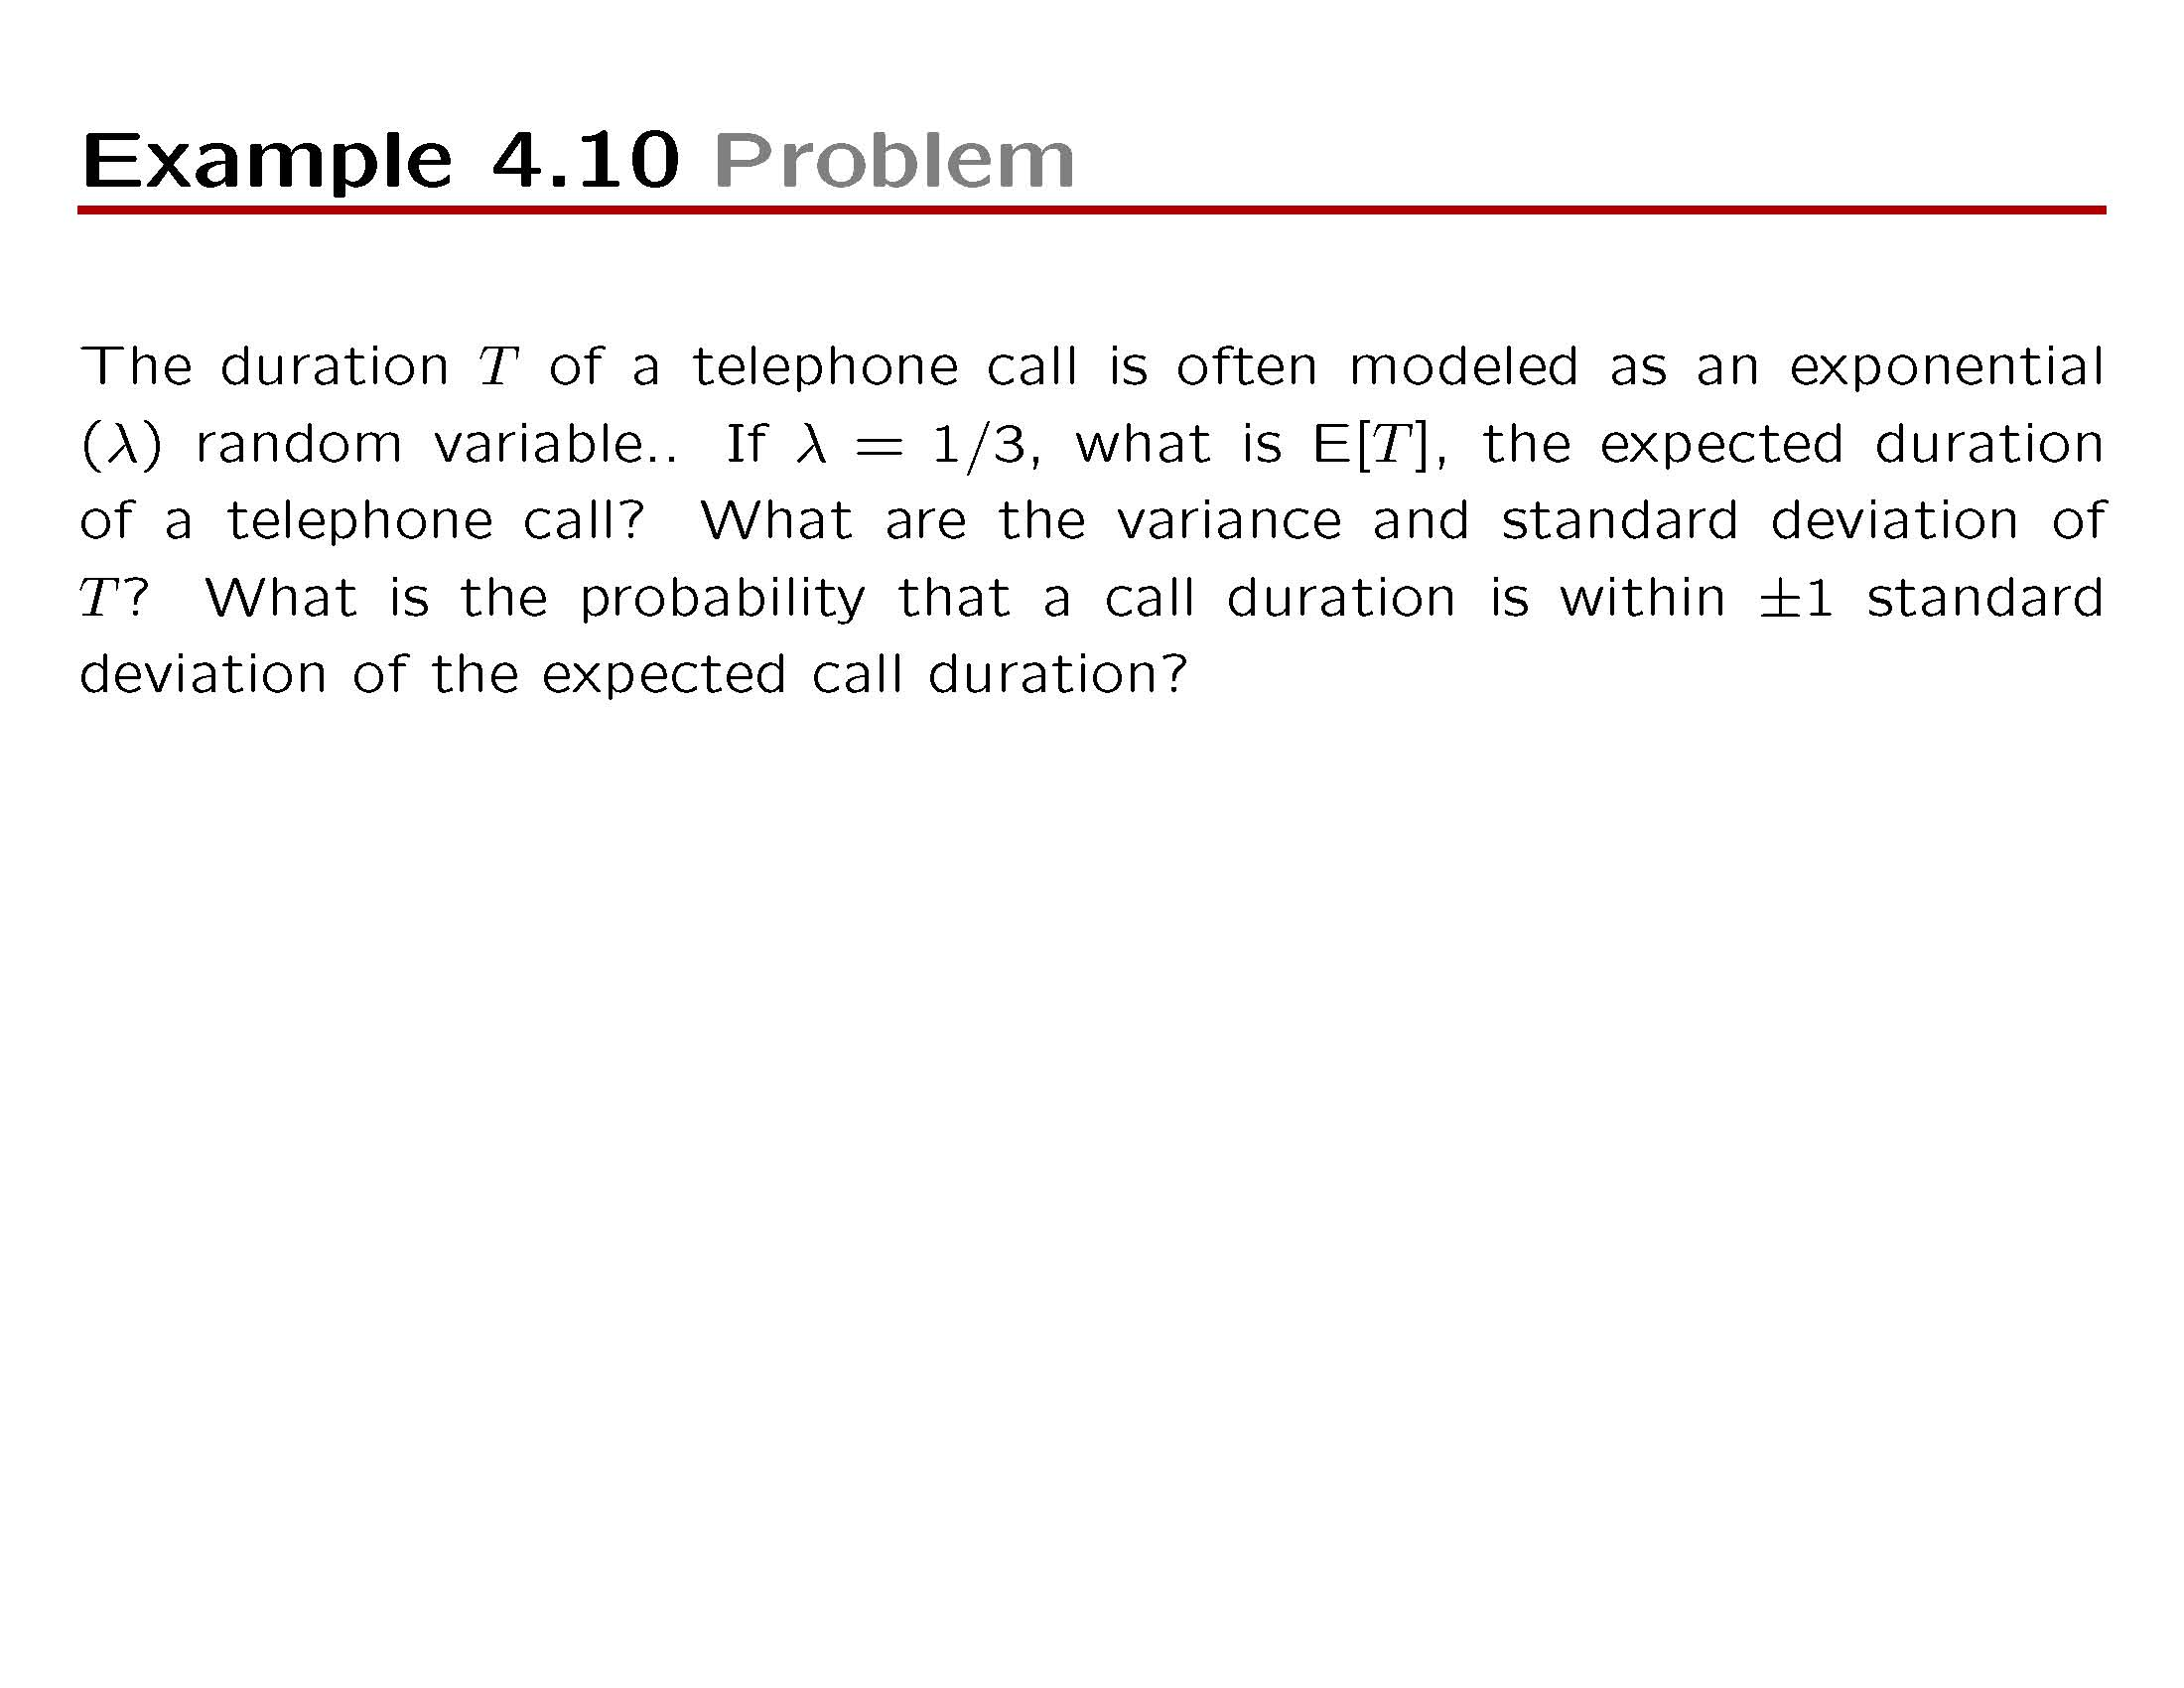 Example 4.10 Problem
The duration T of a telephone call is often modeled as an exponential
(λ) random variable.. If λ = 1/3, what is E[T], the expected duration
of a telephone call? What are the variance and standard deviation of
T? What is the probability that a call duration is within ±1 standard
deviation of the expected call duration?